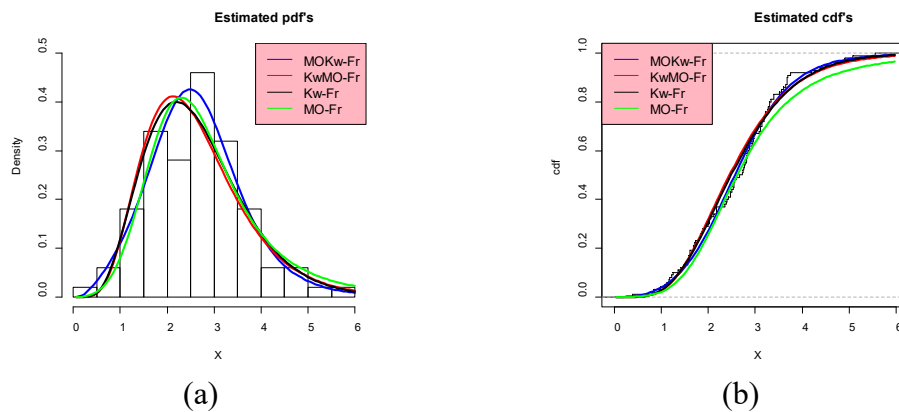 Estimated pdf's
MOKw-Fr
KwMO-Fr
Kw-Fr
MO-Fr
Density
0.0 0.1 0.2 0.3 0.4 0.5
0 1 2 3 4 5 6
X
(a)
Estimated cdf's
MOKw-Fr
KwMO-Fr
Kw-Fr
MO-Fr
cdf
0.0 0.2 0.4 0.6 0.8 1.0
0 1 2 3 4 5 6
X
(b)